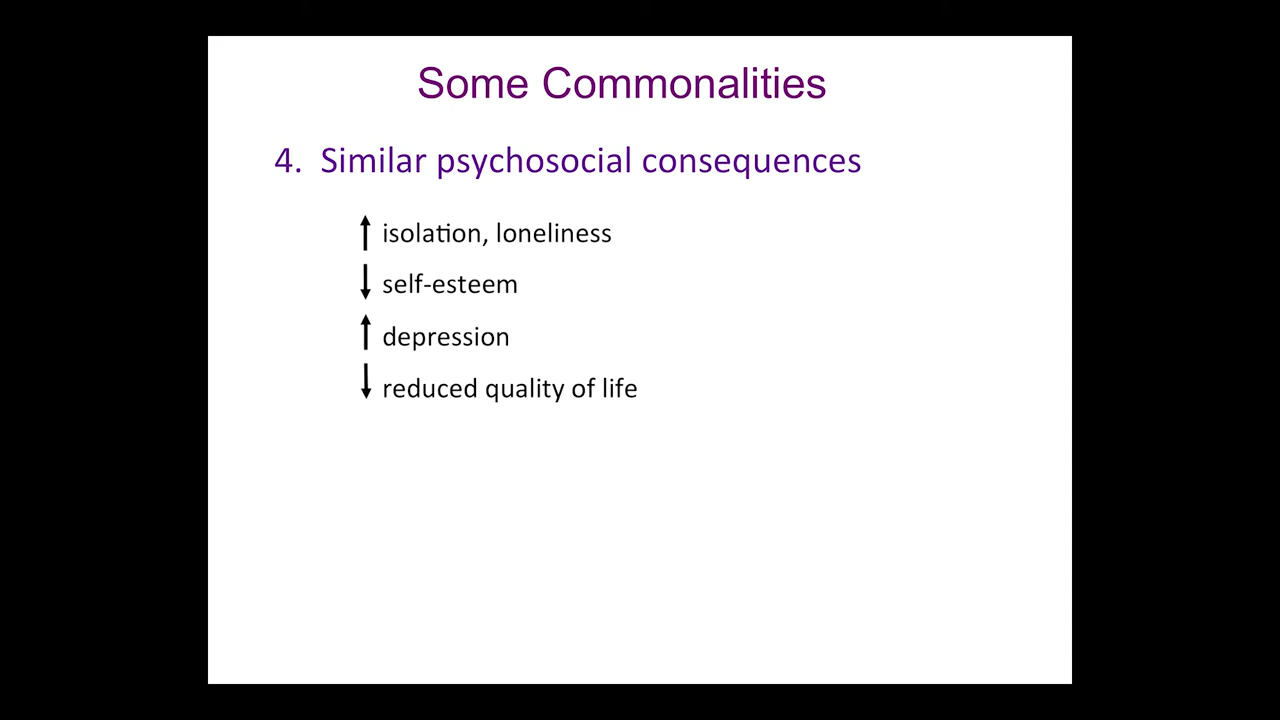 Some Commonalities
4. Similar psychosocial consequences
↑ isolation, loneliness
↓ self-esteem
↑ depression
↓ reduced quality of life